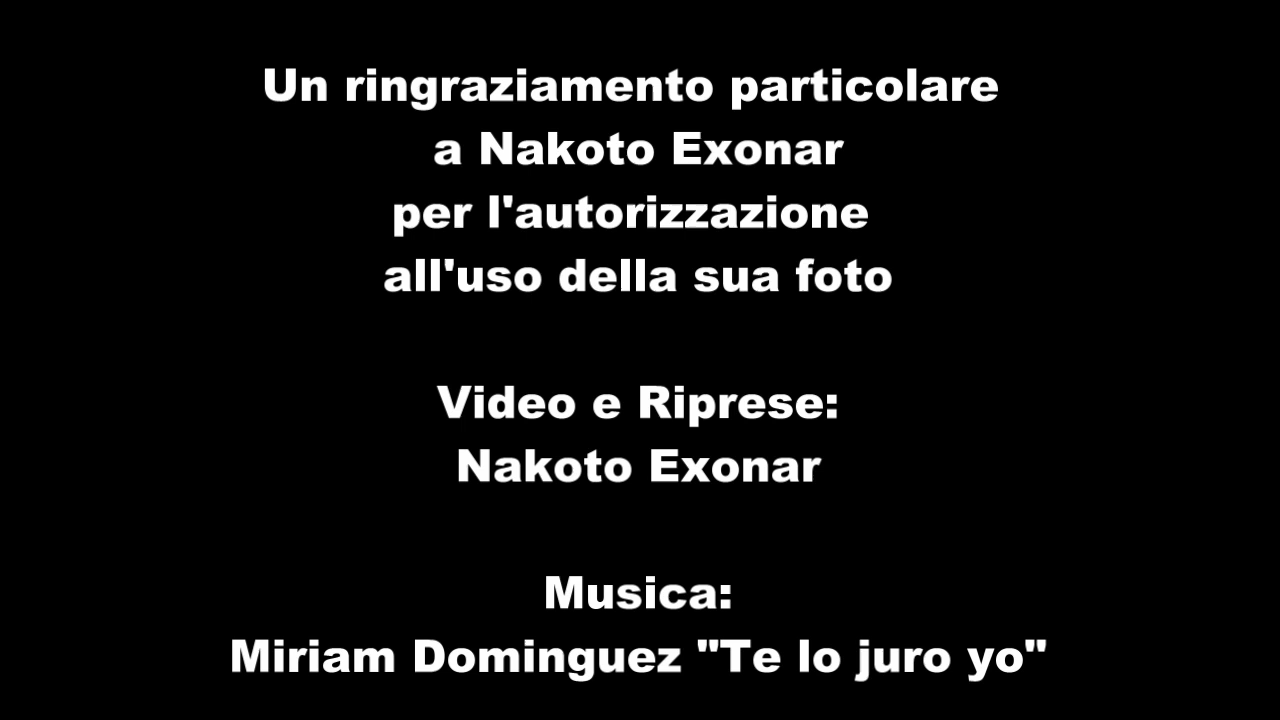 Un ringraziamento particolare
a Nakoto Exonar
per l'autorizzazione
all'uso della sua foto
Video e Riprese:
Nakoto Exonar
Musica:
Miriam Dominguez "Te lo juro yo"